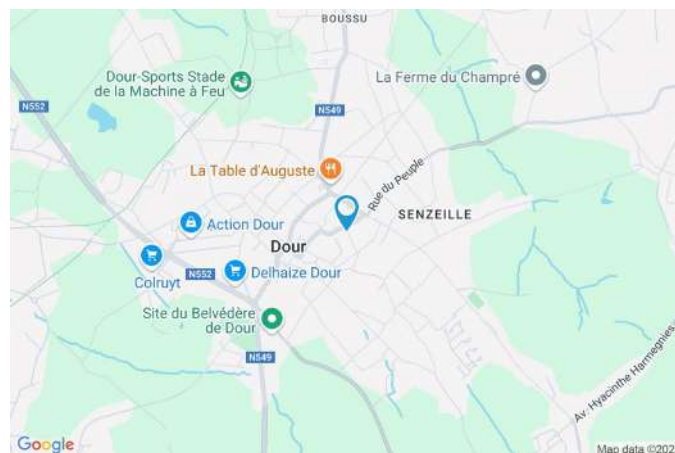 BOUSSU
Dour-Sports Stade
de la Machine à Feu
La Ferme du Champré
N552
N549
La Table d'Auguste
Rue du Peuple
SENZEILLE
Action Dour
Dour
Colruyt
N552
Delhaize Dour
Site du Belvédère
de Dour
N549
Av. Hyacinthe Harmegnies
Google
Map data ©202